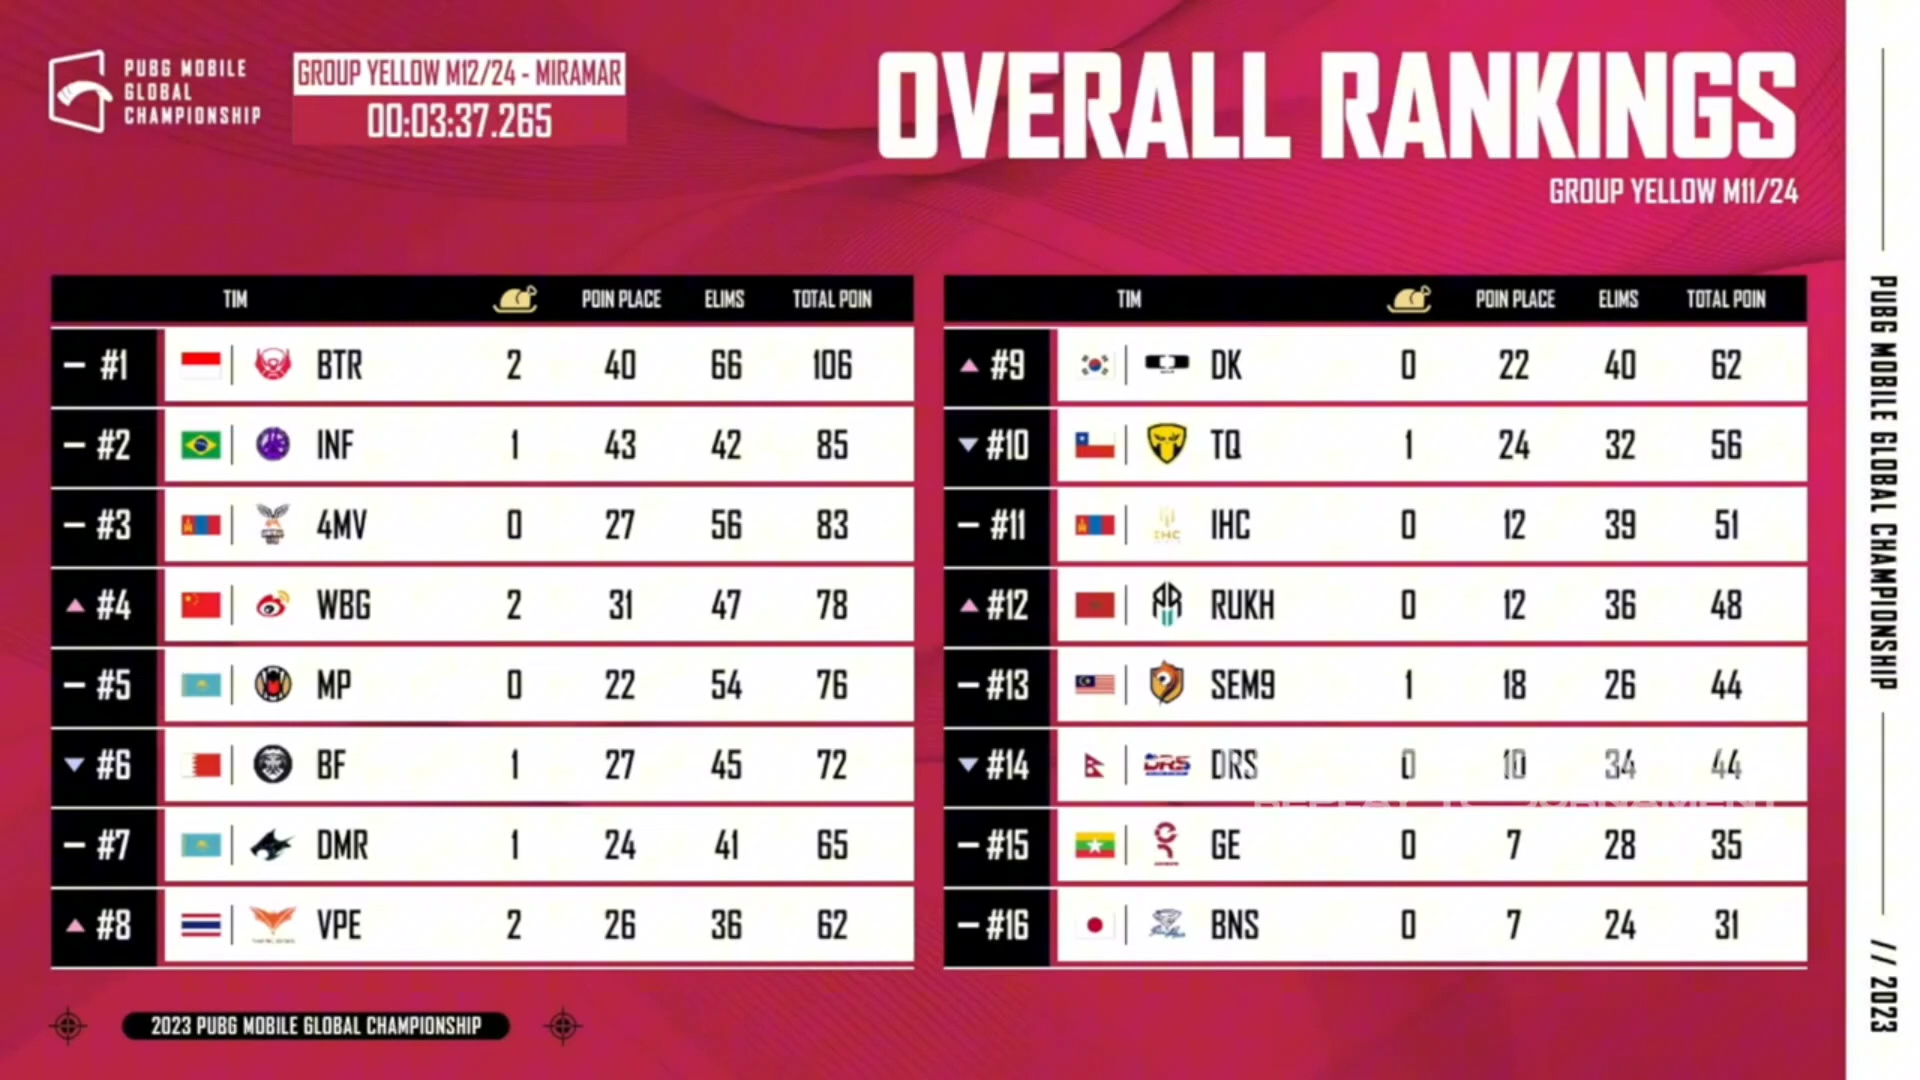 PUBG MOBILE
GLOBAL
CHAMPIONSHIP
GROUP YELLOW M12/24 - MIRAMAR
00:03:37.265
OVERALL RANKINGS
GROUP YELLOW M11/24
TIM POIN PLACE ELIMS TOTAL POIN
#1 BTR 2 40 66 106
#2 INF 1 43 42 85
#3 4MV 0 27 56 83
#4 WBG 2 31 47 78
#5 MP 0 22 54 76
#6 BF 1 27 45 72
#7 DMR 1 24 41 65
#8 VPE 2 26 36 62
TIM POIN PLACE ELIMS TOTAL POIN
#9 DK 0 22 40 62
#10 TQ 1 24 32 56
#11 IHC IHC 0 12 39 51
#12 RUKH 0 12 36 48
#13 SEM9 1 18 26 44
#14 DRS DRS 0 10 34 44
#15 GE 0 7 28 35
#16 BNS 0 7 24 31
2023 PUBG MOBILE GLOBAL CHAMPIONSHIP
PUBG MOBILE GLOBAL CHAMPIONSHIP
// 2023